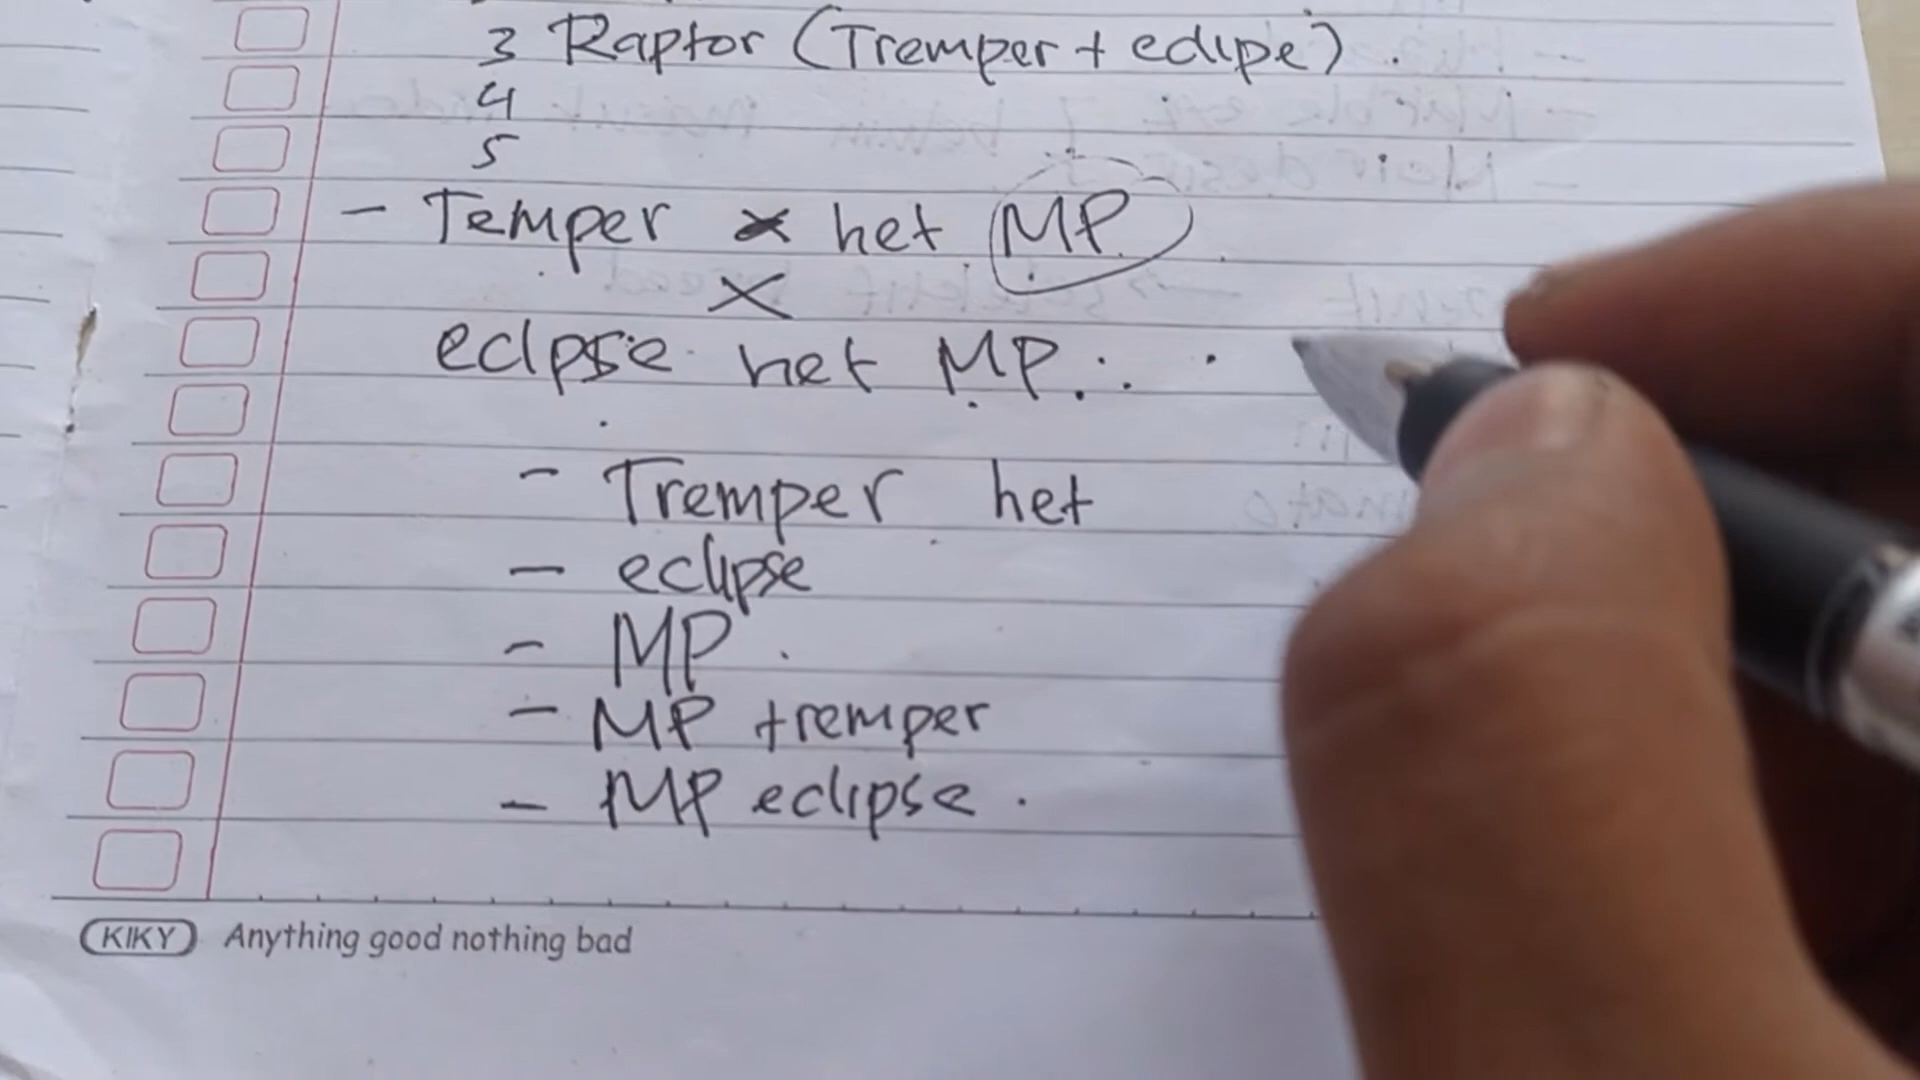 3 Raptor (Tremper + eclipe).
4
5
- Temper x het MP
x
eclpse het MP
- Tremper het
- eclipse
- MP
- MP tremper
- MP eclipse.
KIKY Anything good nothing bad